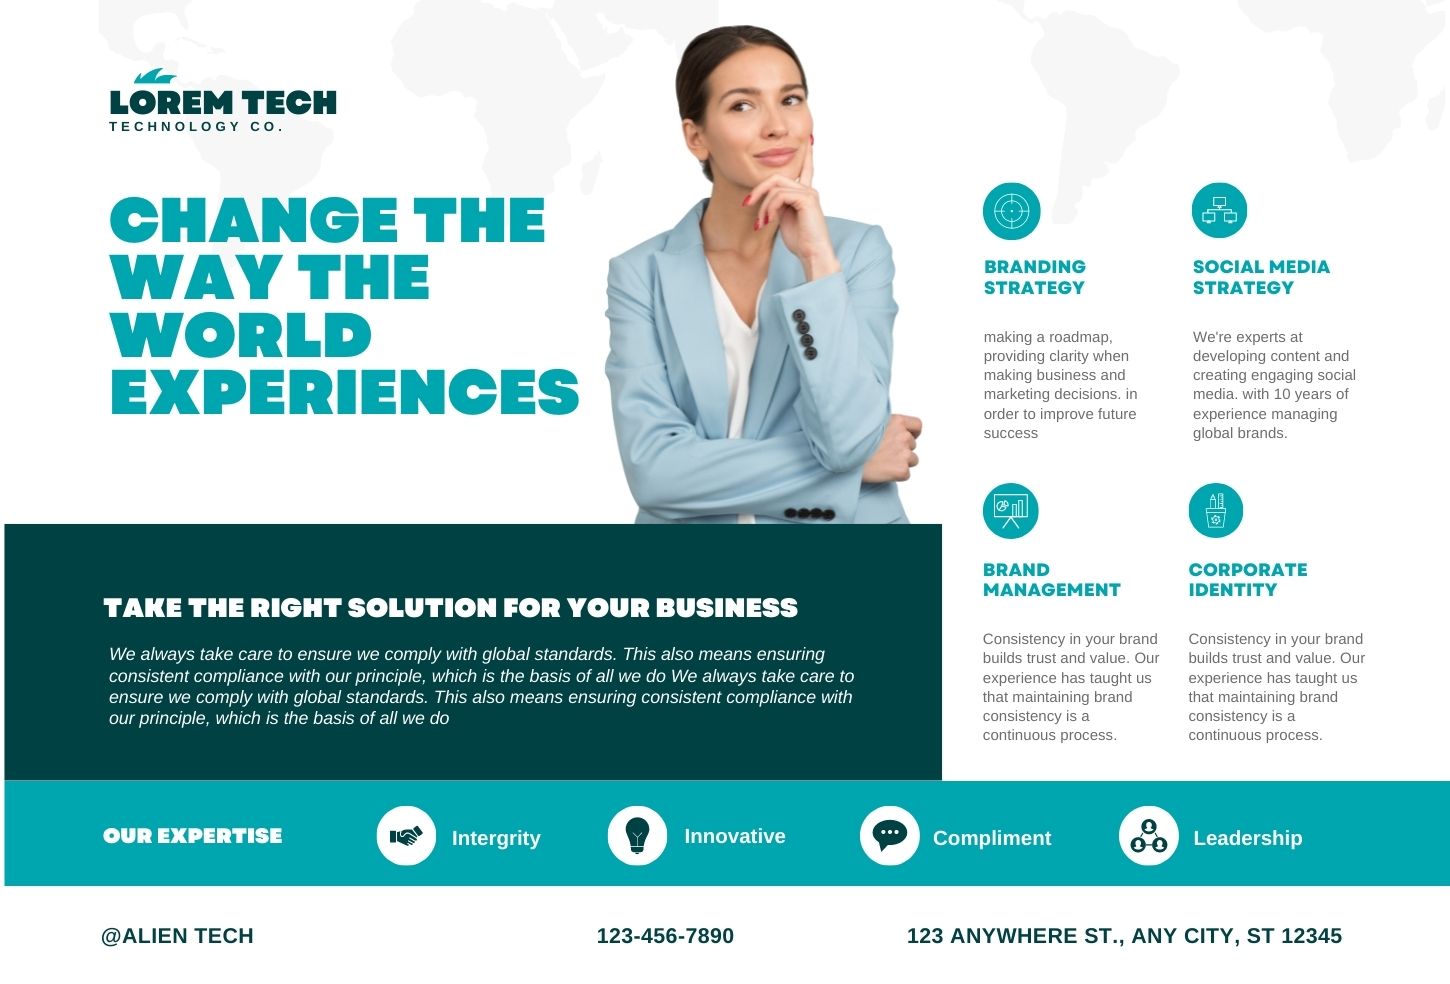 LOREM TECH
TECHNOLOGY CO.
CHANGE THE
WAY THE
WORLD
EXPERIENCES
BRANDING
STRATEGY
making a roadmap,
providing clarity when
making business and
marketing decisions. in
order to improve future
success
SOCIAL MEDIA
STRATEGY
We're experts at
developing content and
creating engaging social
media. with 10 years of
experience managing
global brands.
BRAND
MANAGEMENT
Consistency in your brand
builds trust and value. Our
experience has taught us
that maintaining brand
consistency is a
continuous process.
CORPORATE
IDENTITY
Consistency in your brand
builds trust and value. Our
experience has taught us
that maintaining brand
consistency is a
continuous process.
TAKE THE RIGHT SOLUTION FOR YOUR BUSINESS
We always take care to ensure we comply with global standards. This also means ensuring
consistent compliance with our principle, which is the basis of all we do We always take care to
ensure we comply with global standards. This also means ensuring consistent compliance with
our principle, which is the basis of all we do
OUR EXPERTISE
Intergrity
Innovative
Compliment
Leadership
@ALIEN TECH
123-456-7890
123 ANYWHERE ST., ANY CITY, ST 12345